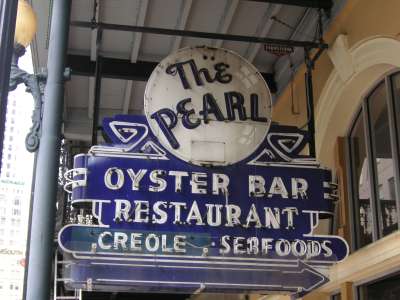 The
PEARL
OYSTER BAR
RESTAURANT
CREOLE SEAFOODS